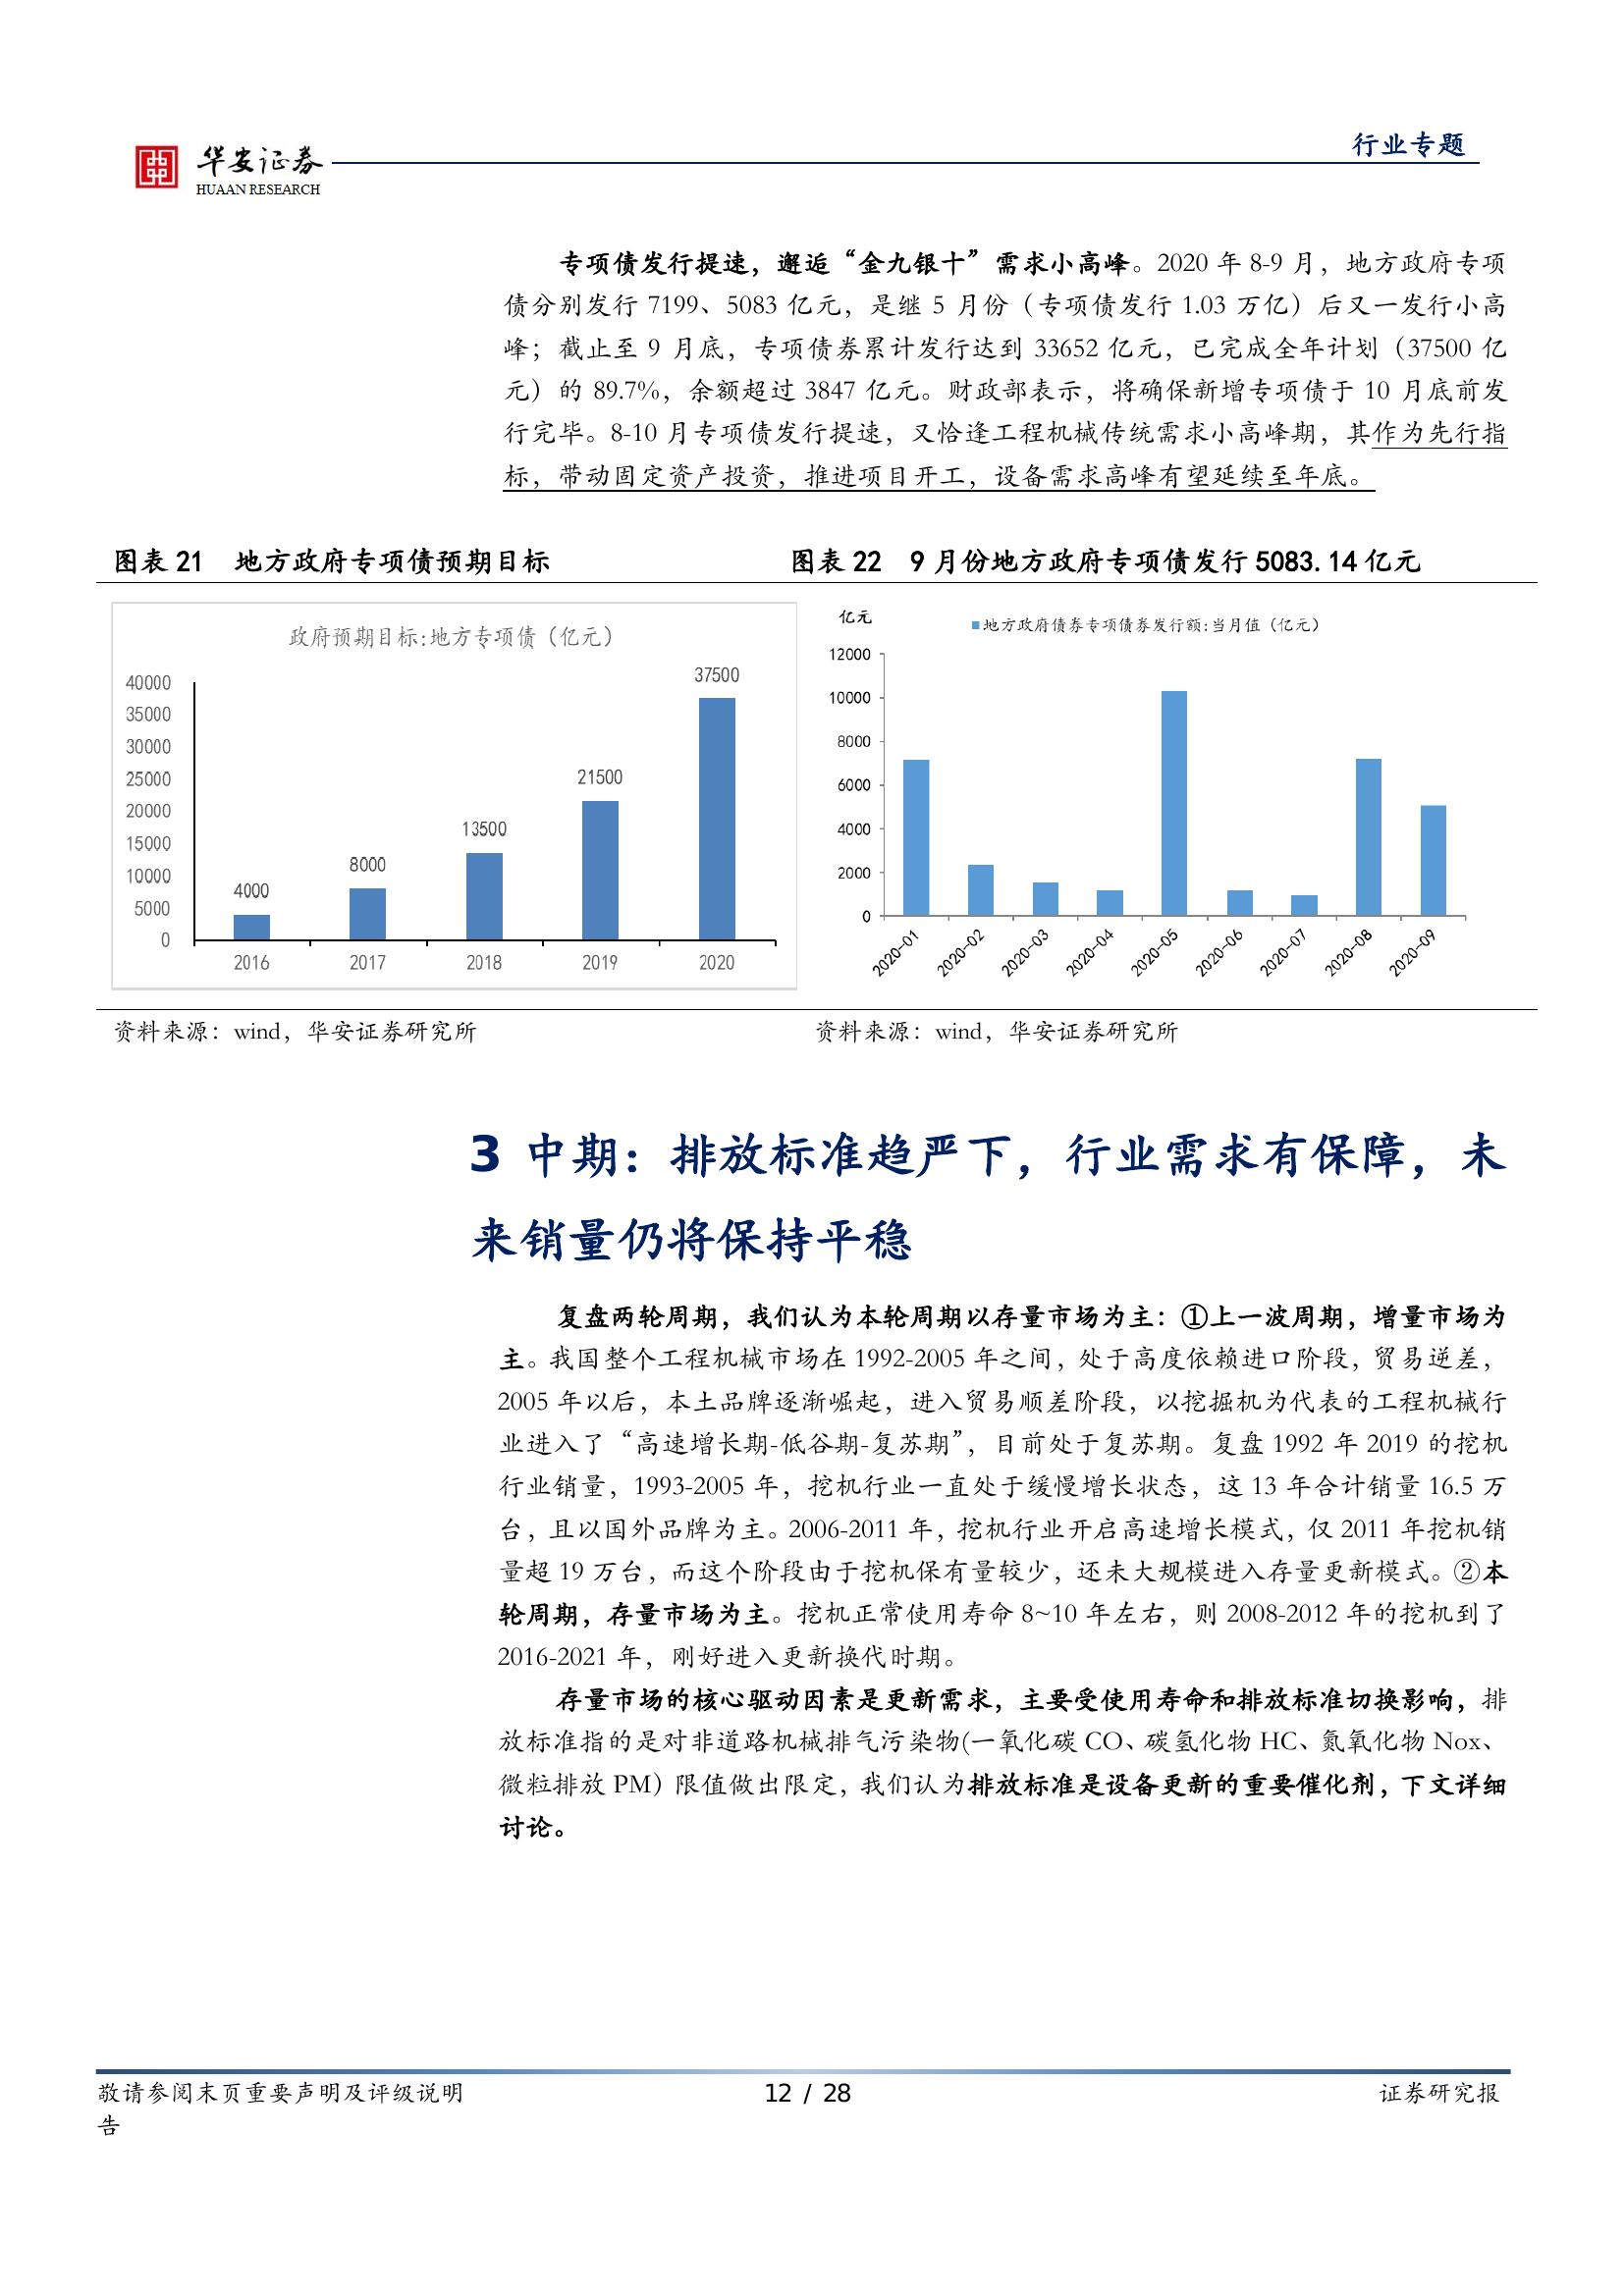 华安证券
HUAAN RESEARCH
行业专题
专项债发行提速，邂逅“金九银十”需求小高峰。2020 年 8-9 月，地方政府专项
债分别发行 7199、5083 亿元，是继 5 月份（专项债发行 1.03 万亿）后又一发行小高
峰；截止至 9 月底，专项债券累计发行达到 33652 亿元，已完成全年计划（37500 亿
元）的 89.7%，余额超过 3847 亿元。财政部表示，将确保新增专项债于 10 月底前发
行完毕。8-10 月专项债发行提速，又恰逢工程机械传统需求小高峰期，其作为先行指
标，带动固定资产投资，推进项目开工，设备需求高峰有望延续至年底。
图表 21 地方政府专项债预期目标
政府预期目标:地方专项债（亿元）
40000
35000
30000
25000
20000
15000
10000
5000
0
4000
8000
13500
21500
37500
2016 2017 2018 2019 2020
资料来源：wind，华安证券研究所
图表 22 9 月份地方政府专项债发行 5083.14 亿元
亿元
地方政府债券专项债券发行额:当月值（亿元）
12000
10000
8000
6000
4000
2000
0
2020-01 2020-02 2020-03 2020-04 2020-05 2020-06 2020-07 2020-08 2020-09
资料来源：wind，华安证券研究所
3 中期：排放标准趋严下，行业需求有保障，未
来销量仍将保持平稳
复盘两轮周期，我们认为本轮周期以存量市场为主：①上一波周期，增量市场为
主。我国整个工程机械市场在 1992-2005 年之间，处于高度依赖进口阶段，贸易逆差，
2005 年以后，本土品牌逐渐崛起，进入贸易顺差阶段，以挖掘机为代表的工程机械行
业进入了“高速增长期-低谷期-复苏期”，目前处于复苏期。复盘 1992 年 2019 的挖机
行业销量，1993-2005 年，挖机行业一直处于缓慢增长状态，这 13 年合计销量 16.5 万
台，且以国外品牌为主。2006-2011 年，挖机行业开启高速增长模式，仅 2011 年挖机销
量超 19 万台，而这个阶段由于挖机保有量较少，还未大规模进入存量更新模式。②本
轮周期，存量市场为主。挖机正常使用寿命 8~10 年左右，则 2008-2012 年的挖机到了
2016-2021 年，刚好进入更新换代时期。
存量市场的核心驱动因素是更新需求，主要受使用寿命和排放标准切换影响，排
放标准指的是对非道路机械排气污染物(一氧化碳 CO、碳氢化物 HC、氮氧化物 Nox、
微粒排放 PM）限值做出限定，我们认为排放标准是设备更新的重要催化剂，下文详细
讨论。
敬请参阅末页重要声明及评级说明 12 / 28 证券研究报
告